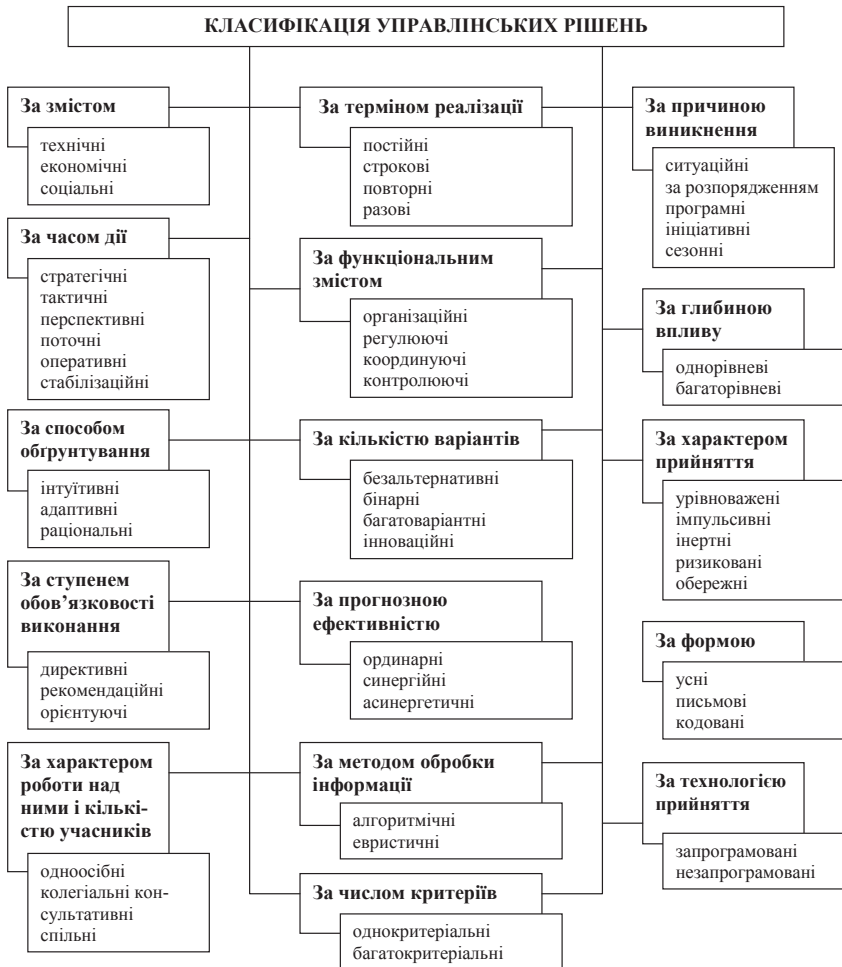 КЛАСИФІКАЦІЯ УПРАВЛІНСЬКИХ РІШЕНЬ
За змістом
технічні
економічні
соціальні
За часом дії
стратегічні
тактичні
перспективні
поточні
оперативні
стабілізаційні
За способом
обґрунтування
інтуїтивні
адаптивні
раціональні
За ступенем
обов’язковості
виконання
директивні
рекомендаційні
орієнтуючі
За характером
роботи над
ними і кількі-
стю учасників
одноосібні
колегіальні кон-
сультативні
спільні
За терміном реалізації
постійні
строкові
повторні
разові
За функціональним
змістом
організаційні
регулюючі
координуючі
контролюючі
За кількістю варіантів
безальтернативні
бінарні
багатоваріантні
інноваційні
За прогнозною
ефективністю
ординарні
синергійні
асинергетичні
За методом обробки
інформації
алгоритмічні
евристичні
За числом критеріїв
однокритеріальні
багатокритеріальні
За причиною
виникнення
ситуаційні
за розпорядженням
програмні
ініціативні
сезонні
За глибиною
впливу
однорівневі
багаторівневі
За характером
прийняття
урівноважені
імпульсивні
інертні
ризиковані
обережні
За формою
усні
письмові
кодовані
За технологією
прийняття
запрограмовані
незапрограмовані